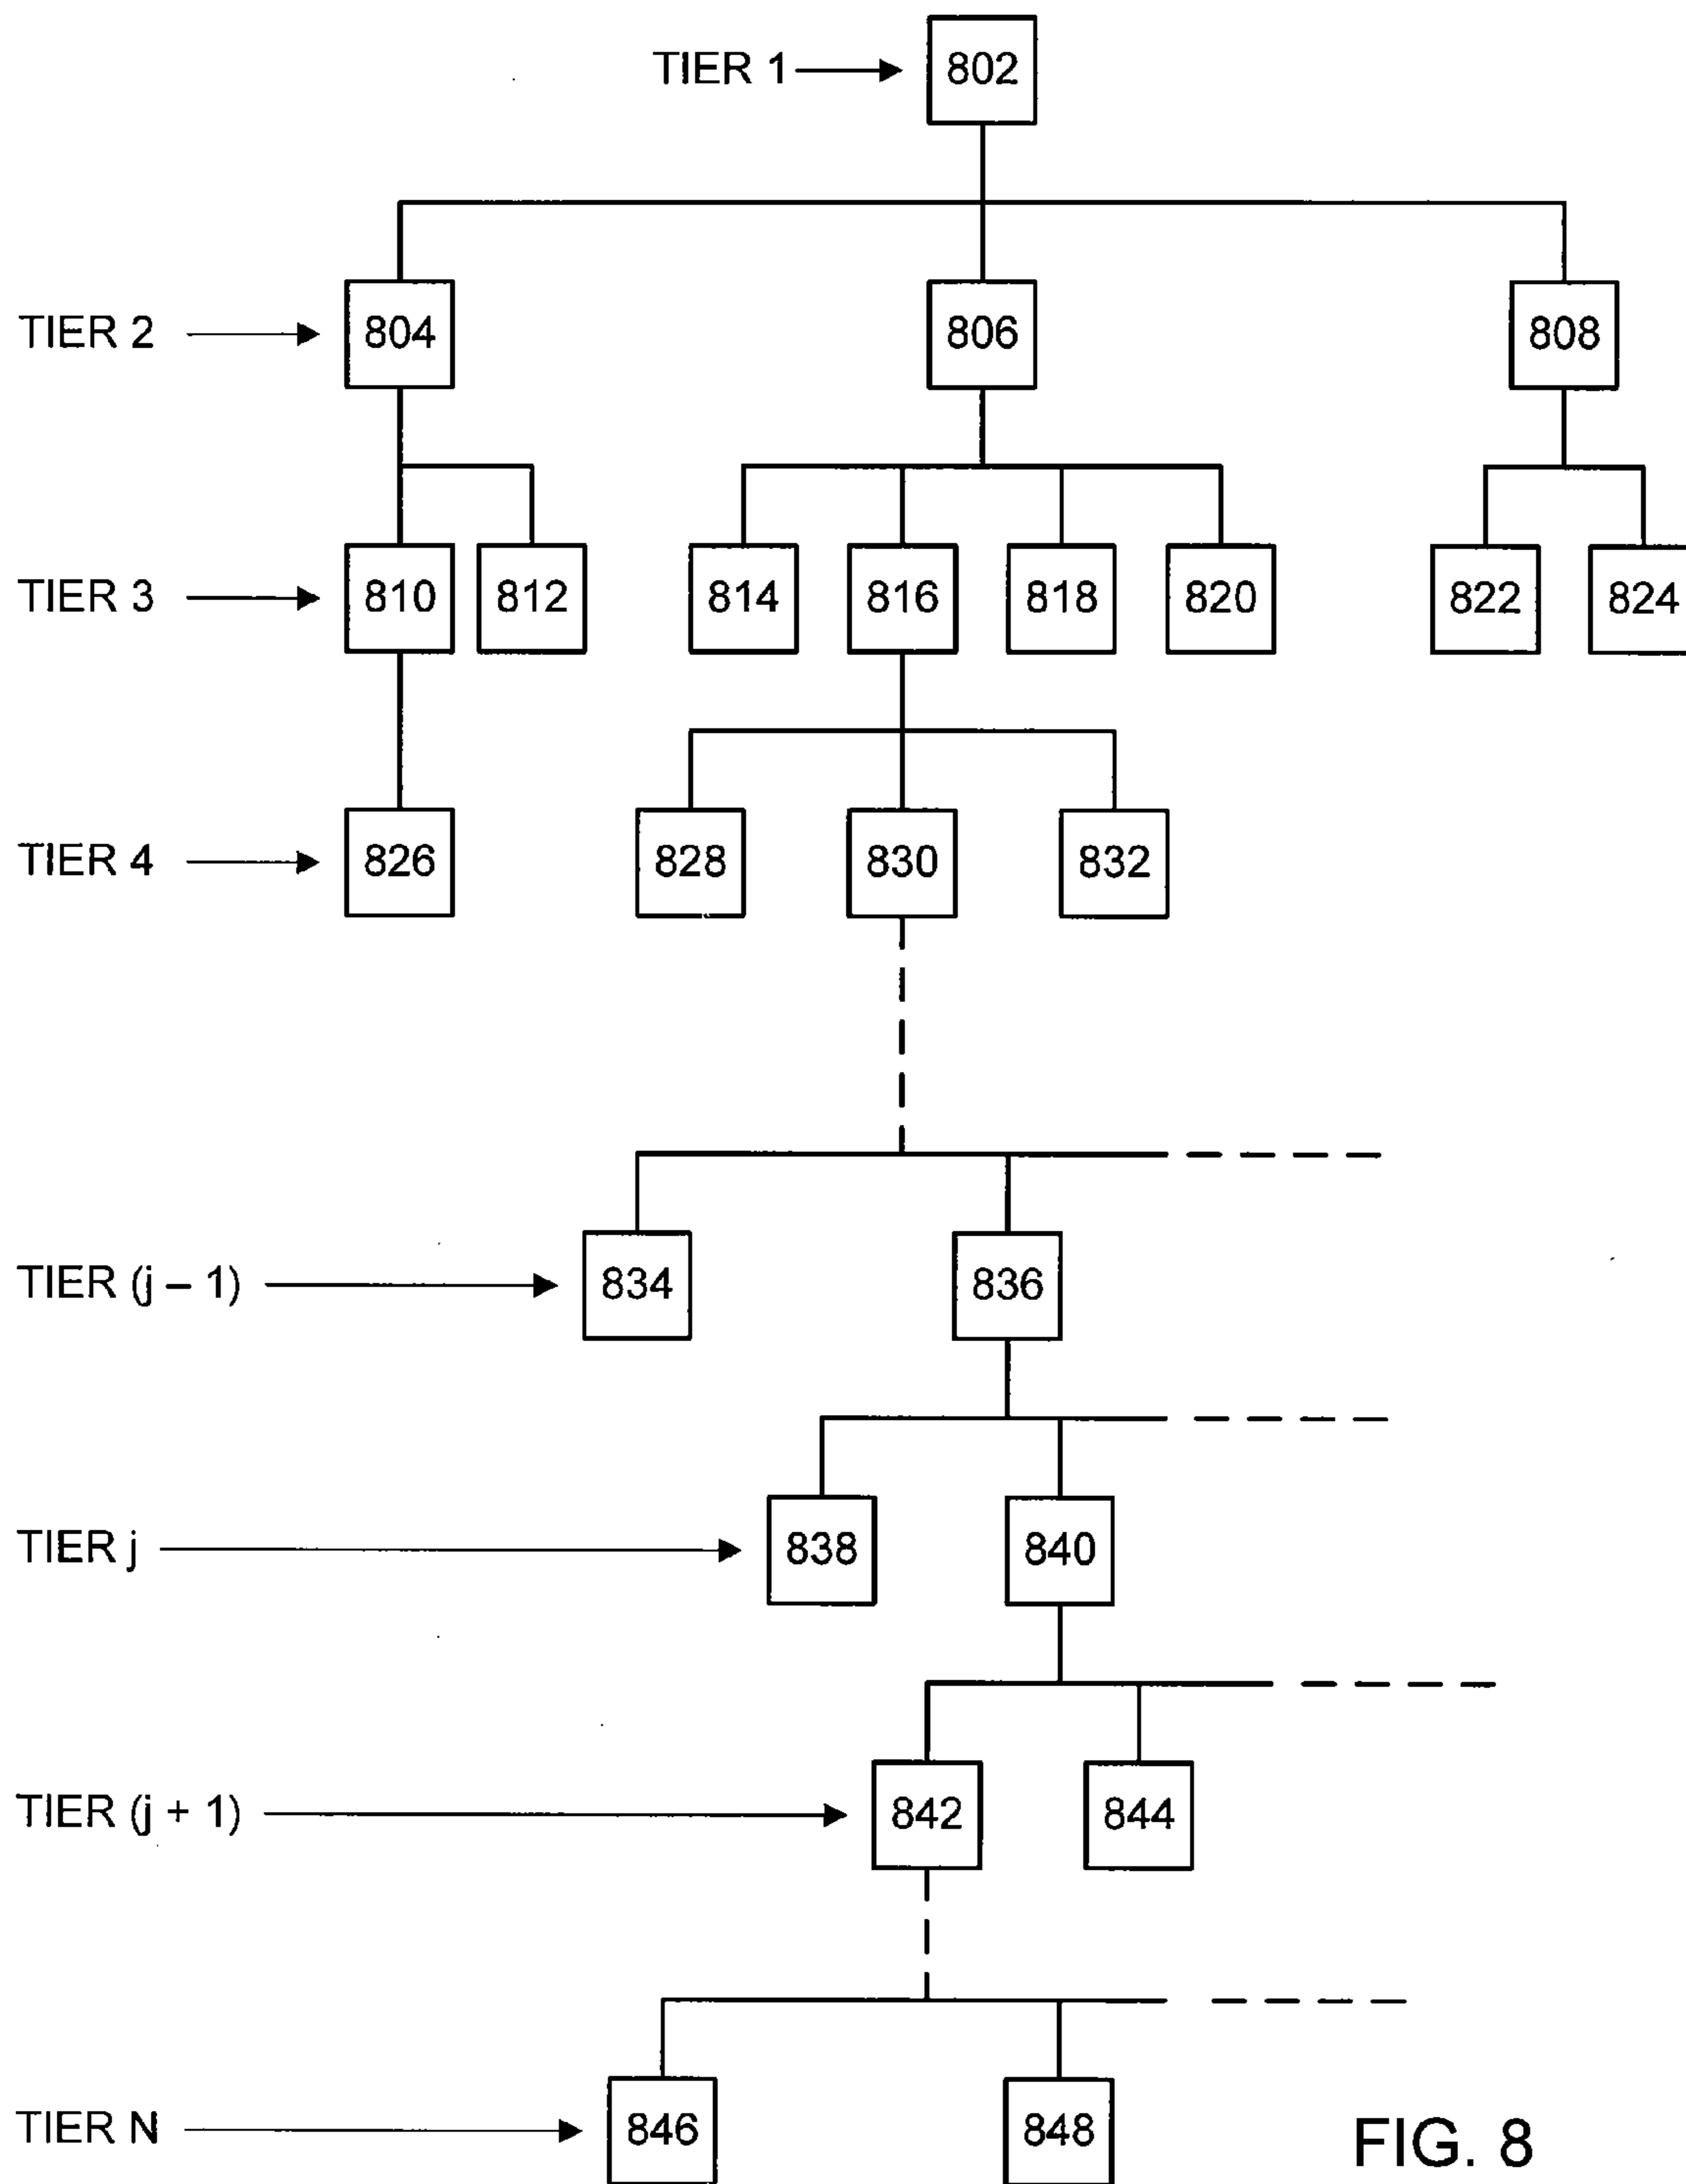 TIER 1 802
TIER 2 804 806 808
TIER 3 810 812 814 816 818 820 822 824
TIER 4 826 828 830 832
TIER (j – 1) 834 836
TIER j 838 840
TIER (j + 1) 842 844
TIER N 846 848
FIG. 8